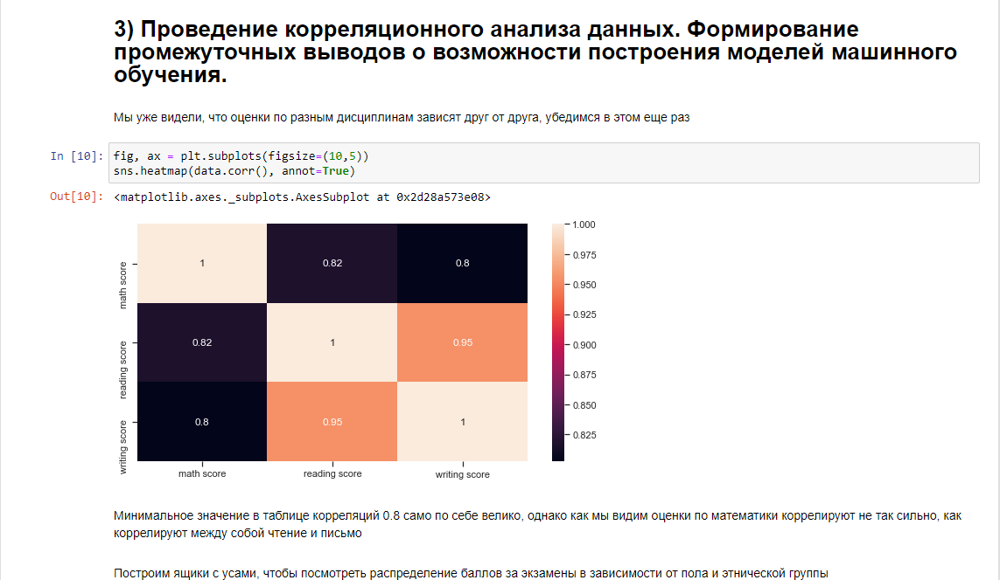 3) Проведение корреляционного анализа данных. Формирование
промежуточных выводов о возможности построения моделей машинного
обучения.
Мы уже видели, что оценки по разным дисциплинам зависят друг от друга, убедимся в этом еще раз
In [10]: fig, ax = plt.subplots(figsize=(10,5))
sns.heatmap(data.corr(), annot=True)
Out[10]: <matplotlib.axes._subplots.AxesSubplot at 0x2d28a573e08>
math score
1 0.82 0.8
reading score
0.82 1 0.95
writing score
0.8 0.95 1
math score reading score writing score
1.000
0.975
0.950
0.925
0.900
0.875
0.850
0.825
Минимальное значение в таблице корреляций 0.8 само по себе велико, однако как мы видим оценки по математики коррелируют не так сильно, как
коррелируют между собой чтение и письмо
Построим ящики с усами, чтобы посмотреть распределение баллов за экзамены в зависимости от пола и этнической группы